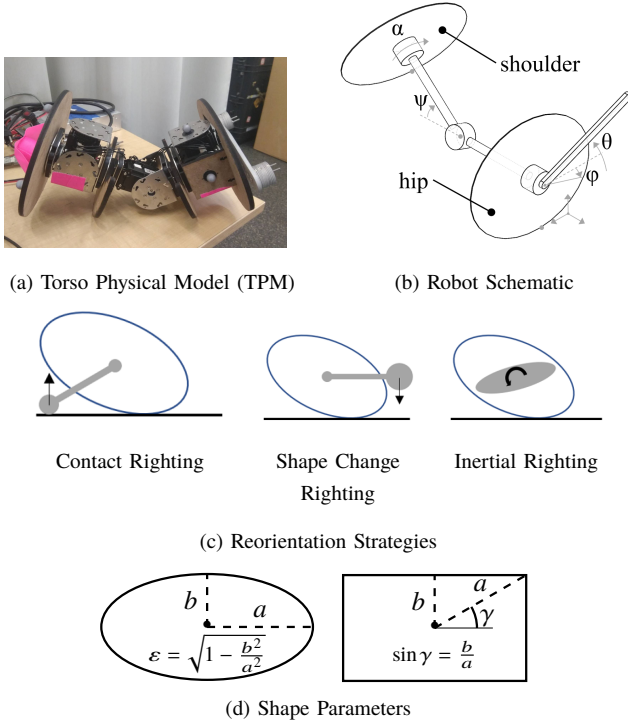 α
shoulder
ψ
θ
φ
hip
(a) Torso Physical Model (TPM)
(b) Robot Schematic
Contact Righting
Shape Change
Righting
Inertial Righting
(c) Reorientation Strategies
b
a
ε = √1 − b²/a²
a
b
γ
sin γ = b/a
(d) Shape Parameters